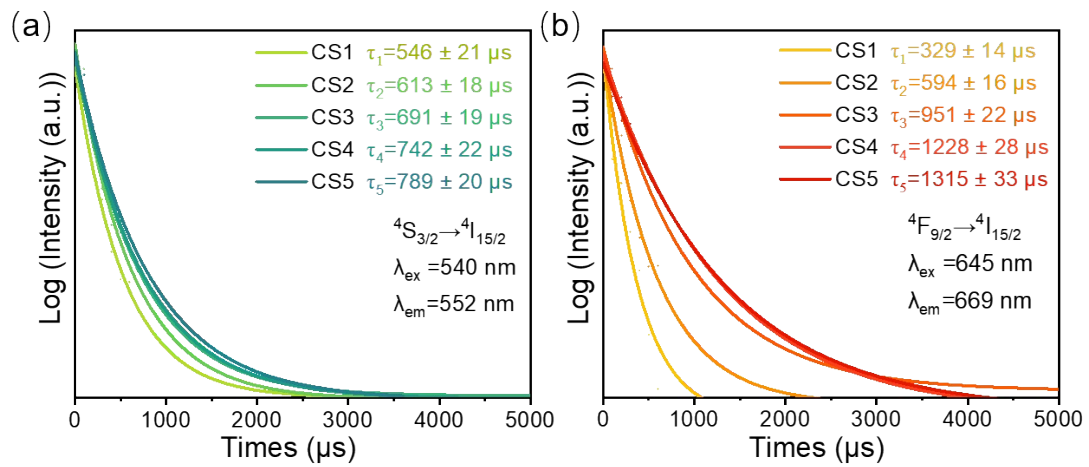 (a)
CS1 τ₁=546 ± 21 μs
CS2 τ₂=613 ± 18 μs
CS3 τ₃=691 ± 19 μs
CS4 τ₄=742 ± 22 μs
CS5 τ₅=789 ± 20 μs
⁴S₃/₂→⁴I₁₅/₂
λex =540 nm
λem=552 nm
Log (Intensity (a.u.))
0 1000 2000 3000 4000 5000
Times (μs)
(b)
CS1 τ₁=329 ± 14 μs
CS2 τ₂=594 ± 16 μs
CS3 τ₃=951 ± 22 μs
CS4 τ₄=1228 ± 28 μs
CS5 τ₅=1315 ± 33 μs
⁴F₉/₂→⁴I₁₅/₂
λex =645 nm
λem=669 nm
Log (Intensity (a.u.))
0 1000 2000 3000 4000 5000
Times (μs)